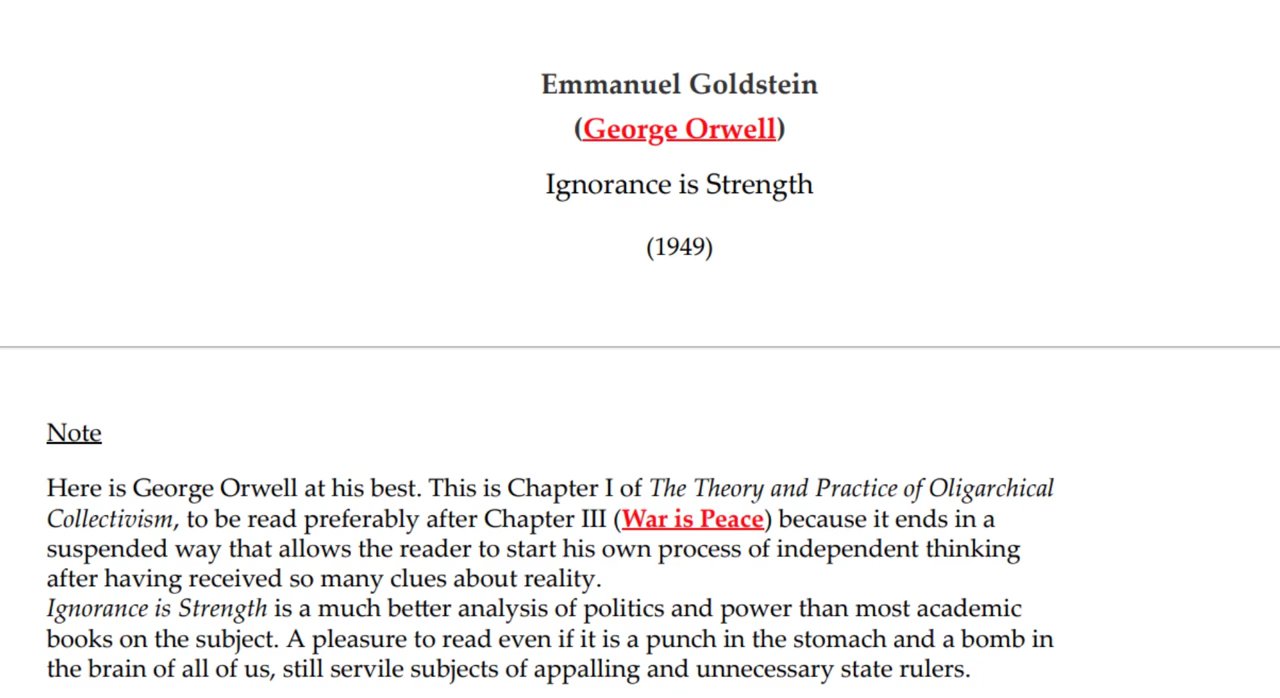 Emmanuel Goldstein
(George Orwell)
Ignorance is Strength
(1949)
Note
Here is George Orwell at his best. This is Chapter I of The Theory and Practice of Oligarchical
Collectivism, to be read preferably after Chapter III (War is Peace) because it ends in a
suspended way that allows the reader to start his own process of independent thinking
after having received so many clues about reality.
Ignorance is Strength is a much better analysis of politics and power than most academic
books on the subject. A pleasure to read even if it is a punch in the stomach and a bomb in
the brain of all of us, still servile subjects of appalling and unnecessary state rulers.